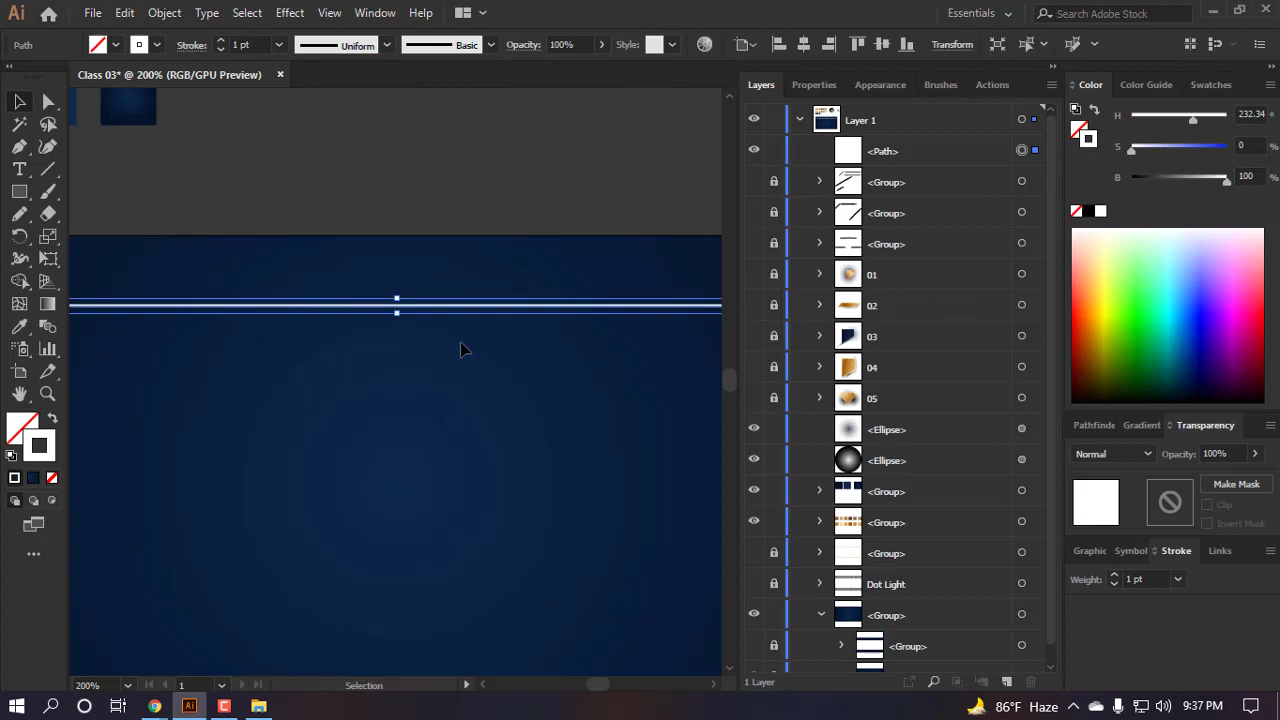 Ai File Edit Object Type Select Effect View Window Help Essentials Search Adobe Stock
Path Stroke: 1 pt Uniform Basic Opacity: 100% Style: Transform
Class 03* @ 200% (RGB/GPU Preview)
Layers Properties Appearance Brushes Actions
Color Color Guide Swatches
Layer 1
<Path>
<Group>
<Group>
<Group>
01
02
03
04
05
<Ellipse>
<Ellipse>
<Group>
<Group>
<Group>
Dot Light
<Group>
<Group>
1 Layer
H 232.34 °
S 0 %
B 100 %
Pathfinde Gradient Transparency
Normal Opacity: 100%
Make Mask
Clip
Invert Mask
Graphic Symbol Stroke Links
Weight: 1 pt
200% 1 Selection
Ai C 86°F Haze 9:37 PM